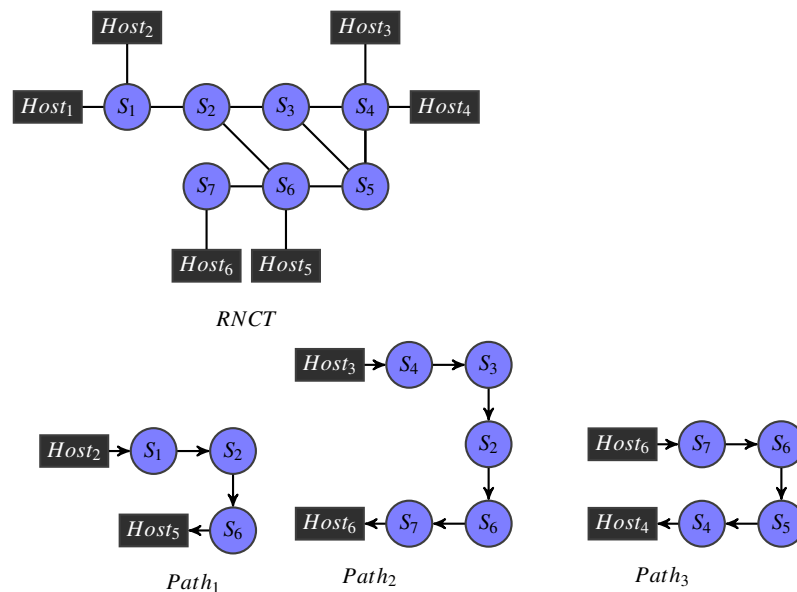 Host₂ Host₃
Host₁ S₁ S₂ S₃ S₄ Host₄
S₇ S₆ S₅
Host₆ Host₅
RNCT
Host₃ S₄ S₃
Host₂ S₁ S₂ S₂ Host₆ S₇ S₆
Host₅ S₆ Host₆ S₇ S₆ Host₄ S₄ S₅
Path₁ Path₂ Path₃